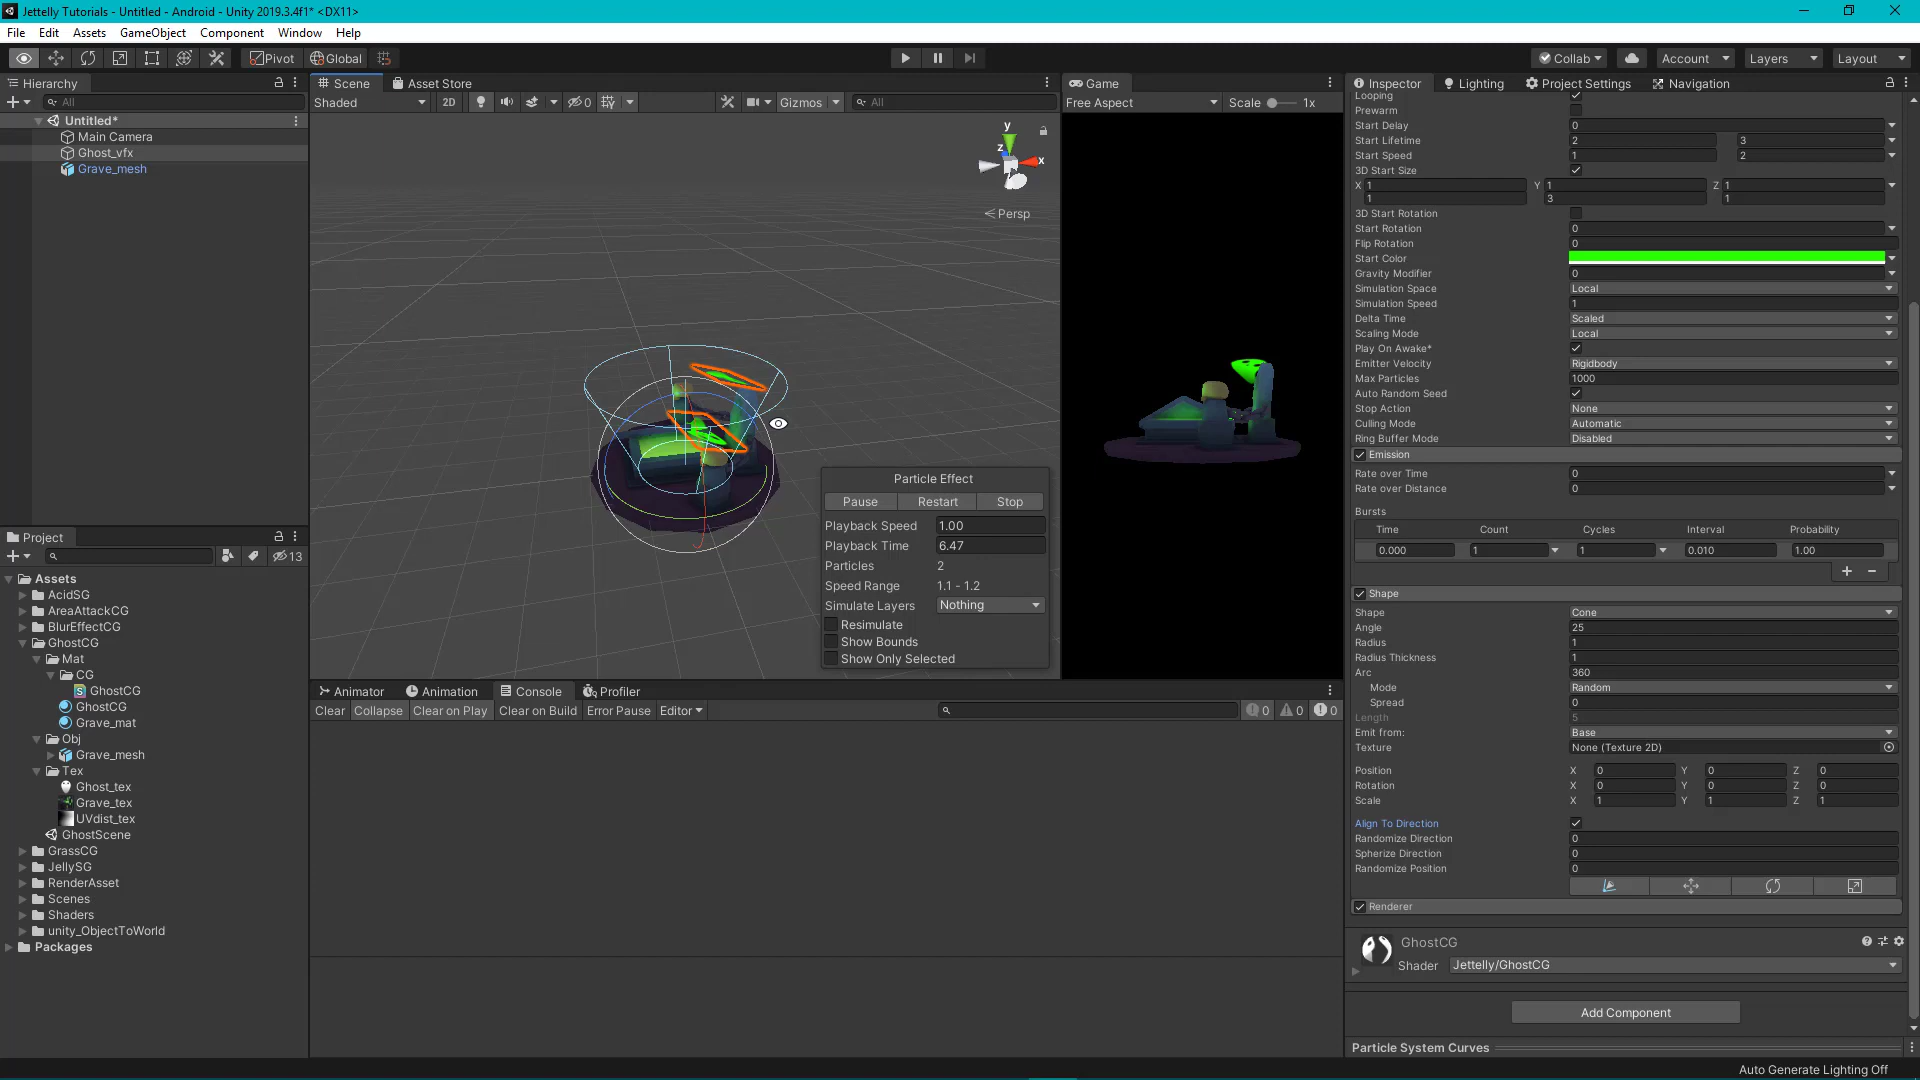 Jettelly Tutorials - Untitled - Android - Unity 2019.3.4f1* <DX11>
File Edit Assets GameObject Component Window Help
Pivot Global Collab Account Layers Layout
Hierarchy
All
Untitled*
Main Camera
Ghost_vfx
Grave_mesh
Scene Asset Store
Shaded 2D 0 Gizmos All
y
z
x
Persp
Particle Effect
Pause Restart Stop
Playback Speed 1.00
Playback Time 6.47
Particles 2
Speed Range 1.1 - 1.2
Simulate Layers Nothing
Resimulate
Show Bounds
Show Only Selected
Game
Free Aspect Scale 1x
Project
13
Assets
AcidSG
AreaAttackCG
BlurEffectCG
GhostCG
Mat
CG
GhostCG
GhostCG
Grave_mat
Obj
Grave_mesh
Tex
Ghost_tex
Grave_tex
UVdist_tex
GhostScene
GrassCG
JellySG
RenderAsset
Scenes
Shaders
unity_ObjectToWorld
Packages
Animator Animation Console Profiler
Clear Collapse Clear on Play Clear on Build Error Pause Editor 0 0 0
Inspector Lighting Project Settings Navigation
Looping
Prewarm
Start Delay 0
Start Lifetime 2 3
Start Speed 1 2
3D Start Size
X 1 Y 1 Z 1
1 3 1
3D Start Rotation
Start Rotation 0
Flip Rotation 0
Start Color
Gravity Modifier 0
Simulation Space Local
Simulation Speed 1
Delta Time Scaled
Scaling Mode Local
Play On Awake*
Emitter Velocity Rigidbody
Max Particles 1000
Auto Random Seed
Stop Action None
Culling Mode Automatic
Ring Buffer Mode Disabled
Emission
Rate over Time 0
Rate over Distance 0
Bursts
Time Count Cycles Interval Probability
0.000 1 1 0.010 1.00
+ −
Shape
Shape Cone
Angle 25
Radius 1
Radius Thickness 1
Arc 360
Mode Random
Spread 0
Length 5
Emit from: Base
Texture None (Texture 2D)
Position X 0 Y 0 Z 0
Rotation X 0 Y 0 Z 0
Scale X 1 Y 1 Z 1
Align To Direction
Randomize Direction 0
Spherize Direction 0
Randomize Position 0
Renderer
GhostCG
Shader Jettelly/GhostCG
Add Component
Particle System Curves
Auto Generate Lighting Off